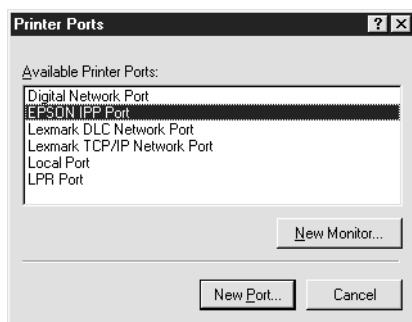 Printer Ports
Available Printer Ports:
Digital Network Port
EPSON IPP Port
Lexmark DLC Network Port
Lexmark TCP/IP Network Port
Local Port
LPR Port
New Monitor...
New Port...
Cancel